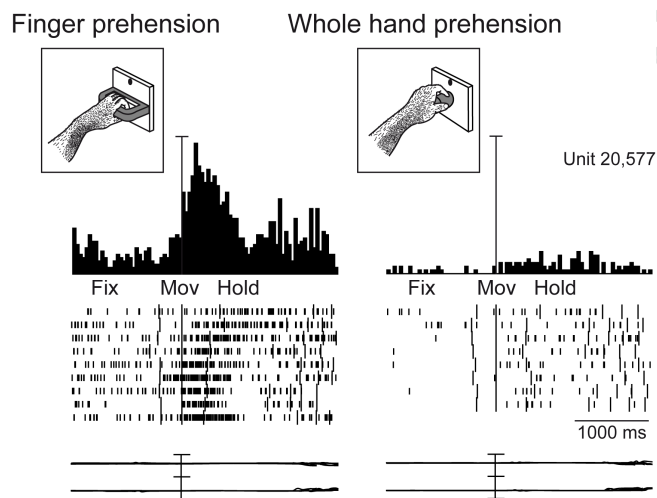 Finger prehension
Whole hand prehension
Unit 20,577
Fix Mov Hold
Fix Mov Hold
1000 ms